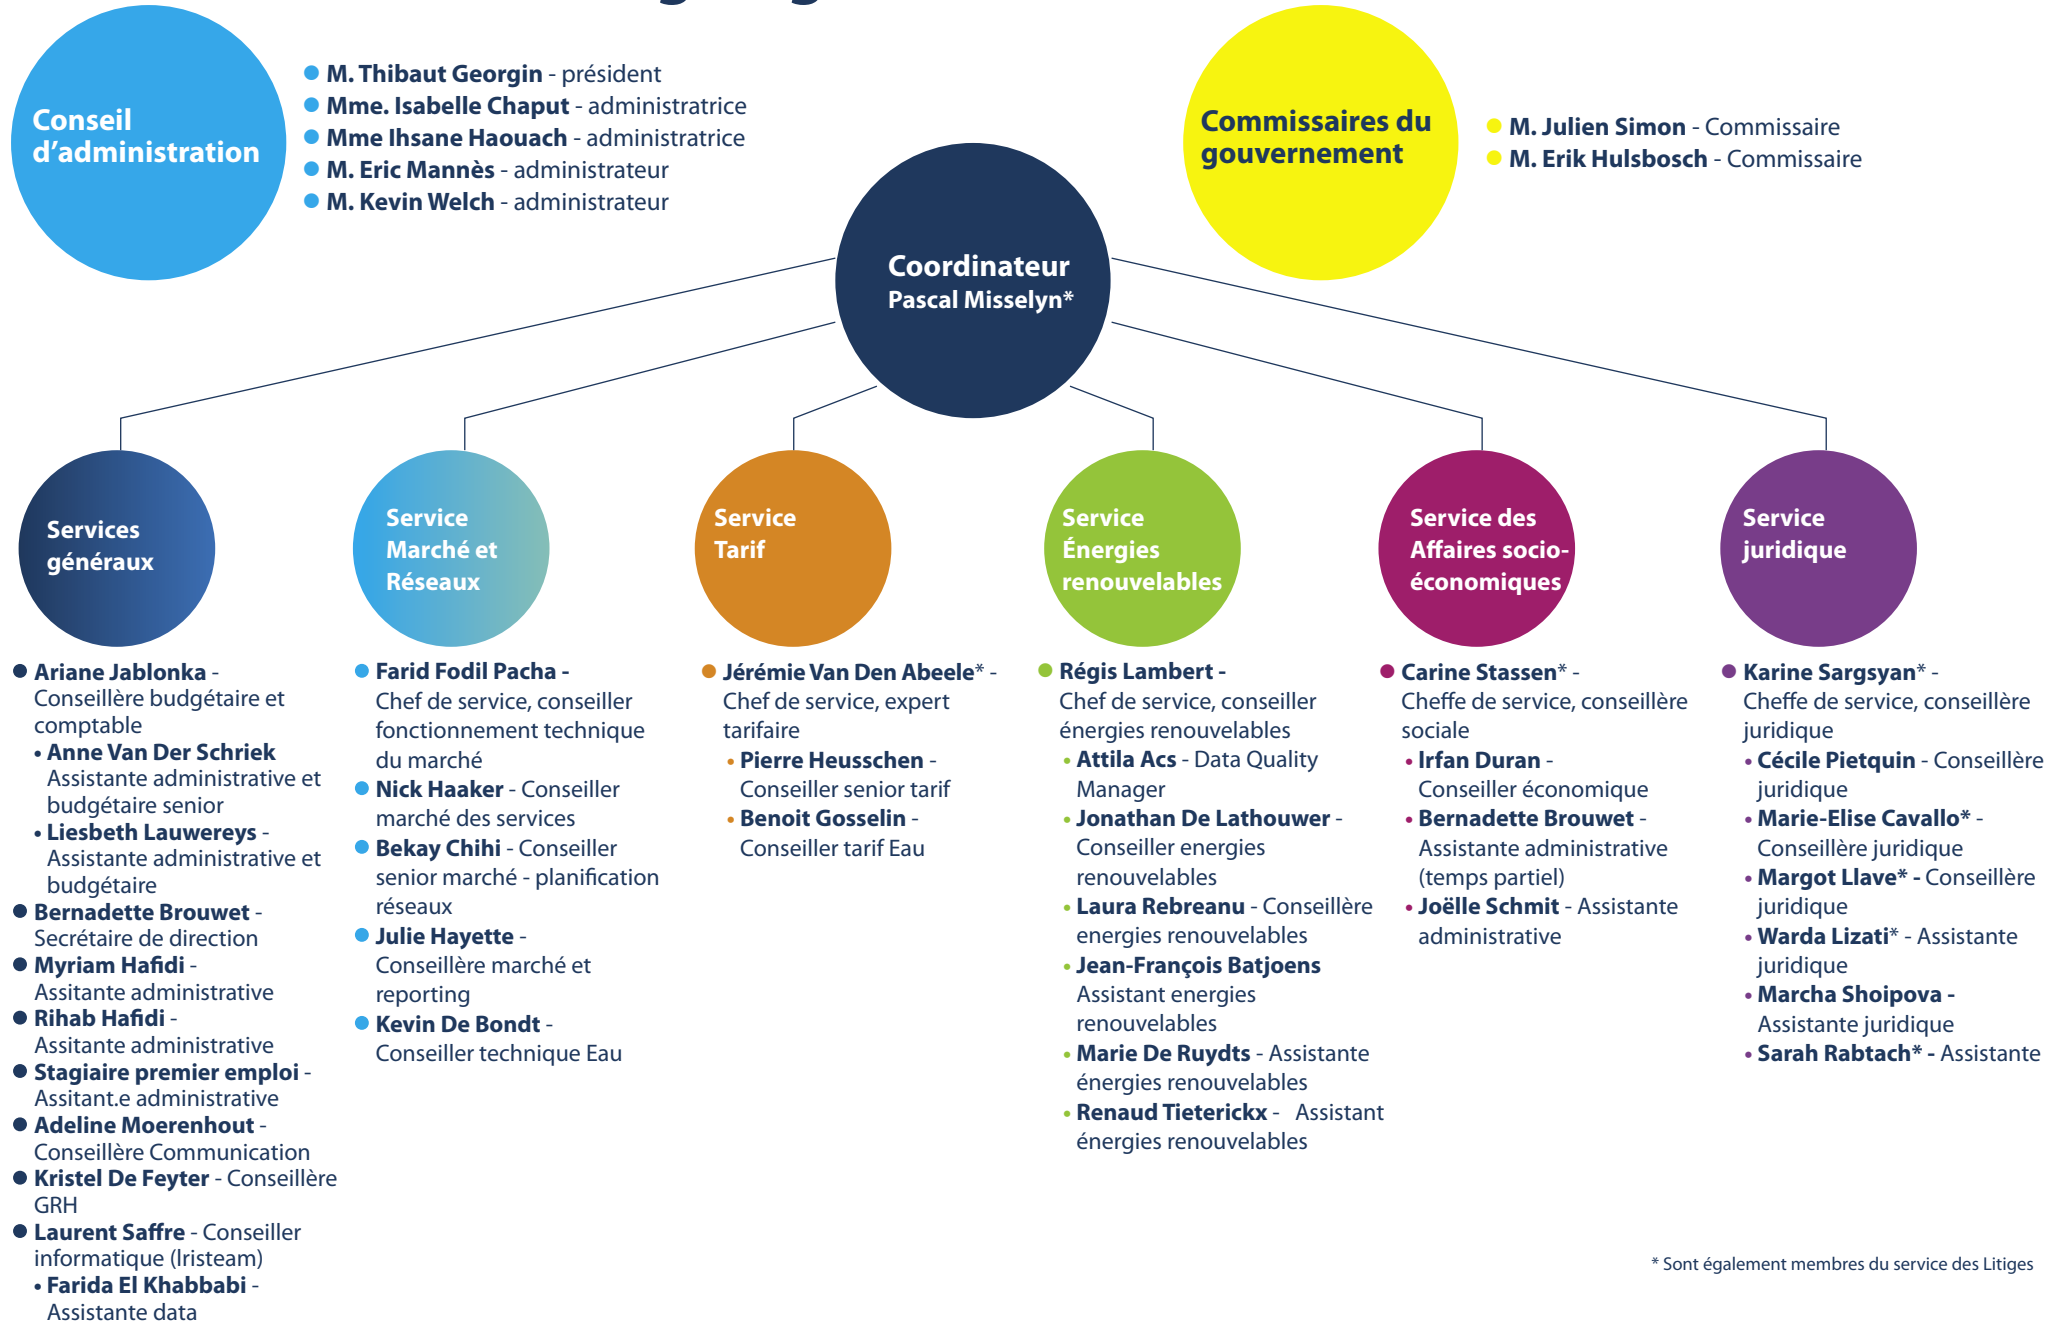 Conseil
d'administration
● M. Thibaut Georgin - président
● Mme. Isabelle Chaput - administratrice
● Mme Ihsane Haouach - administratrice
● M. Eric Mannès - administrateur
● M. Kevin Welch - administrateur
Commissaires du
gouvernement
● M. Julien Simon - Commissaire
● M. Erik Hulsbosch - Commissaire
Coordinateur
Pascal Misselyn*
Services
généraux
● Ariane Jablonka -
Conseillère budgétaire et
comptable
• Anne Van Der Schriek
Assistante administrative et
budgétaire senior
• Liesbeth Lauwereys -
Assistante administrative et
budgétaire
● Bernadette Brouwet -
Secrétaire de direction
● Myriam Hafidi -
Assitante administrative
● Rihab Hafidi -
Assitante administrative
● Stagiaire premier emploi -
Assitant.e administrative
● Adeline Moerenhout -
Conseillère Communication
● Kristel De Feyter - Conseillère
GRH
● Laurent Saffre - Conseiller
informatique (Iristeam)
• Farida El Khabbabi -
Assistante data
Service
Marché et
Réseaux
● Farid Fodil Pacha -
Chef de service, conseiller
fonctionnement technique
du marché
● Nick Haaker - Conseiller
marché des services
● Bekay Chihi - Conseiller
senior marché - planification
réseaux
● Julie Hayette -
Conseillère marché et
reporting
● Kevin De Bondt -
Conseiller technique Eau
Service
Tarif
● Jérémie Van Den Abeele* -
Chef de service, expert
tarifaire
• Pierre Heusschen -
Conseiller senior tarif
• Benoit Gosselin -
Conseiller tarif Eau
Service
Énergies
renouvelables
● Régis Lambert -
Chef de service, conseiller
énergies renouvelables
• Attila Acs - Data Quality
Manager
• Jonathan De Lathouwer -
Conseiller energies
renouvelables
• Laura Rebreanu - Conseillère
energies renouvelables
• Jean-François Batjoens
Assistant energies
renouvelables
• Marie De Ruydts - Assistante
énergies renouvelables
• Renaud Tieterickx - Assistant
énergies renouvelables
Service des
Affaires socio-
économiques
● Carine Stassen* -
Cheffe de service, conseillère
sociale
• Irfan Duran -
Conseiller économique
• Bernadette Brouwet -
Assistante administrative
(temps partiel)
• Joëlle Schmit - Assistante
administrative
Service
juridique
● Karine Sargsyan* -
Cheffe de service, conseillère
juridique
• Cécile Pietquin - Conseillère
juridique
• Marie-Elise Cavallo* -
Conseillère juridique
• Margot Llave* - Conseillère
juridique
• Warda Lizati* - Assistante
juridique
• Marcha Shoipova -
Assistante juridique
• Sarah Rabtach* - Assistante
* Sont également membres du service des Litiges